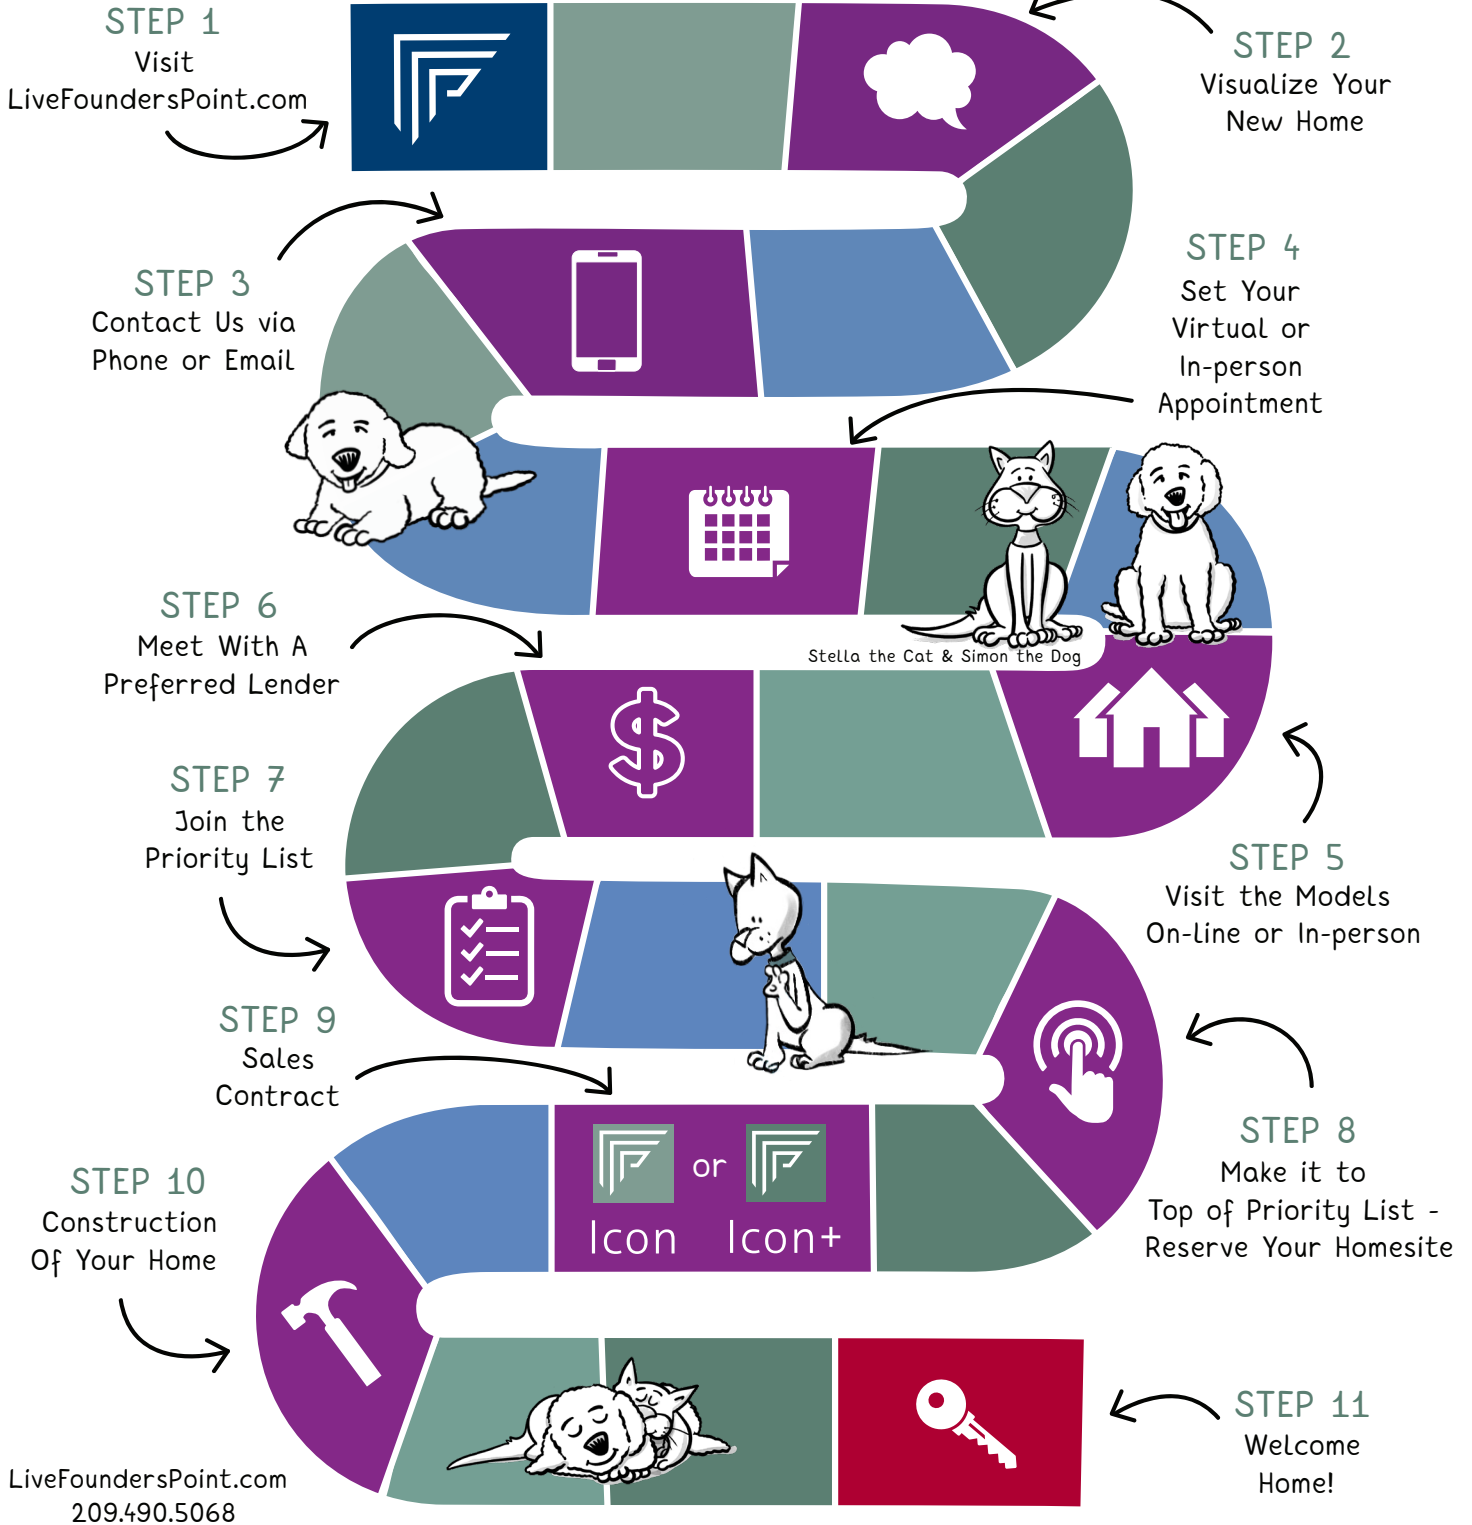 STEP 1
Visit
LiveFoundersPoint.com
STEP 2
Visualize Your
New Home
STEP 3
Contact Us via
Phone or Email
STEP 4
Set Your
Virtual or
In-person
Appointment
Stella the Cat & Simon the Dog
STEP 5
Visit the Models
On-line or In-person
STEP 6
Meet With A
Preferred Lender
STEP 7
Join the
Priority List
STEP 8
Make it to
Top of Priority List -
Reserve Your Homesite
STEP 9
Sales
Contract
or
Icon Icon+
STEP 10
Construction
Of Your Home
STEP 11
Welcome
Home!
LiveFoundersPoint.com
209.490.5068